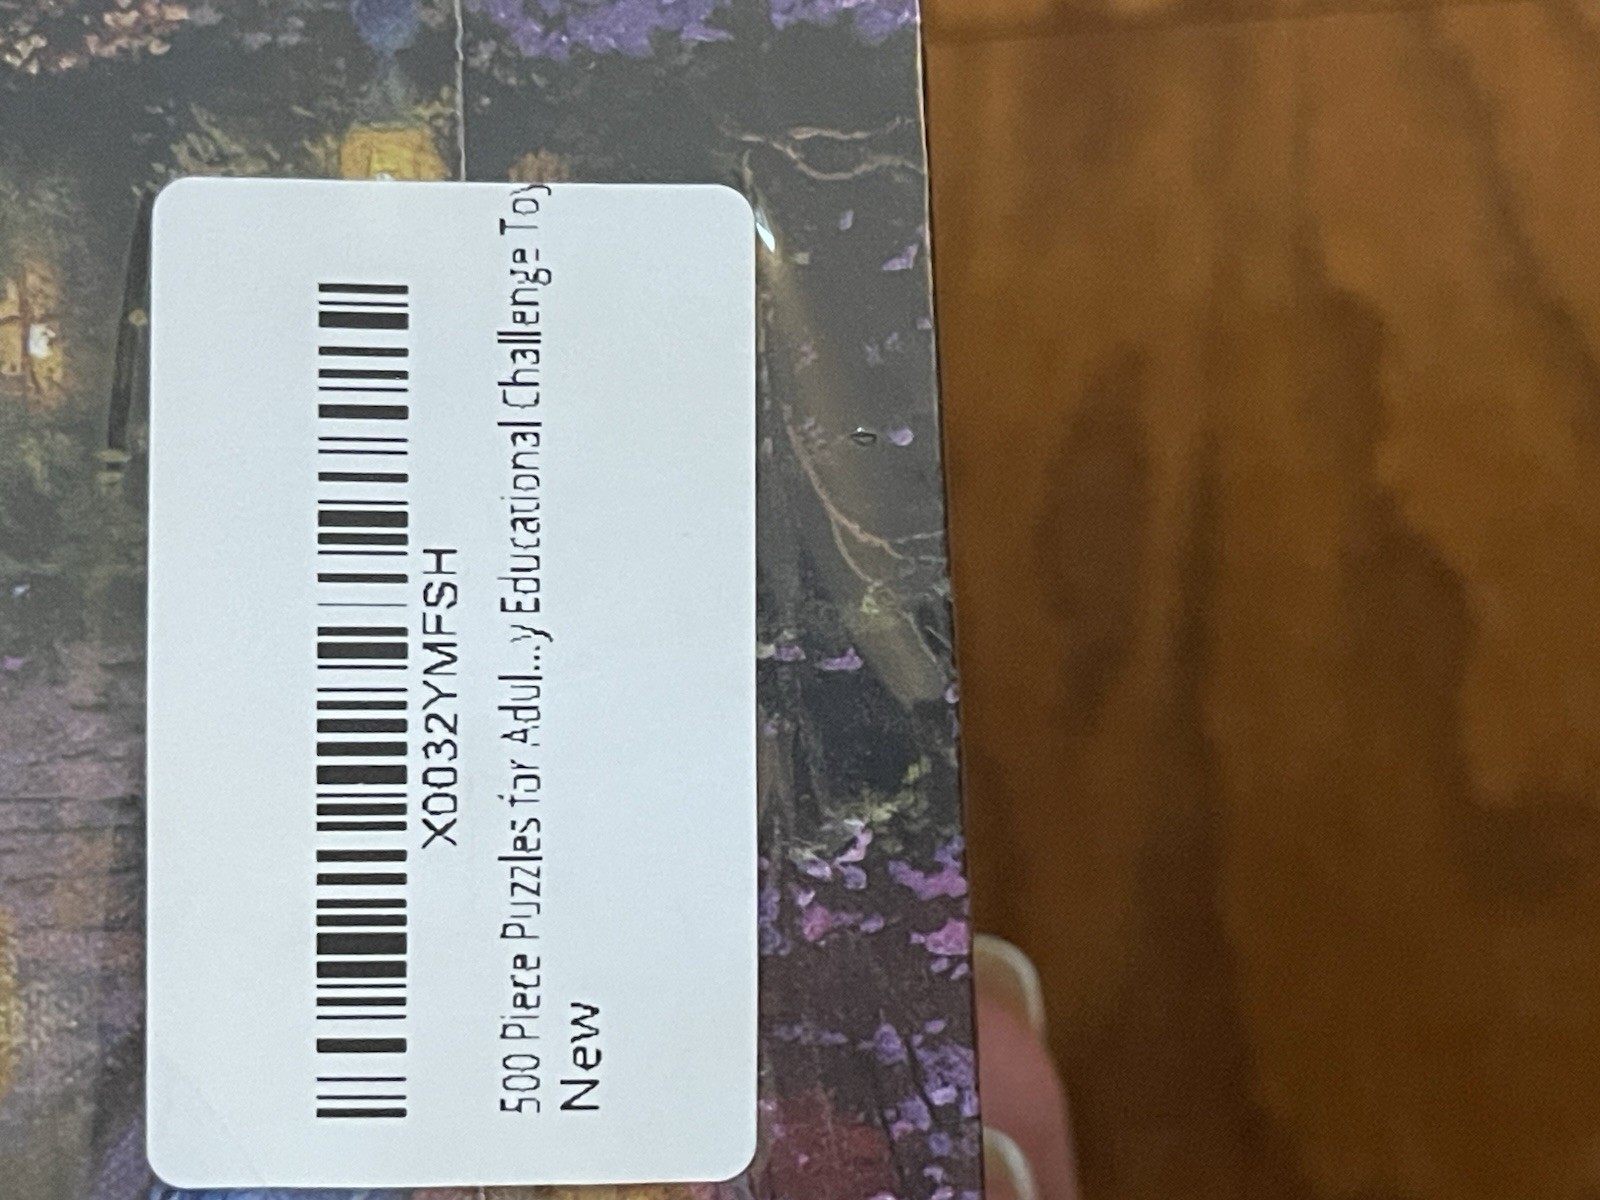 X0032YMFSH
500 Piece Puzzles for Adul...y Educational Challenge Toy
New